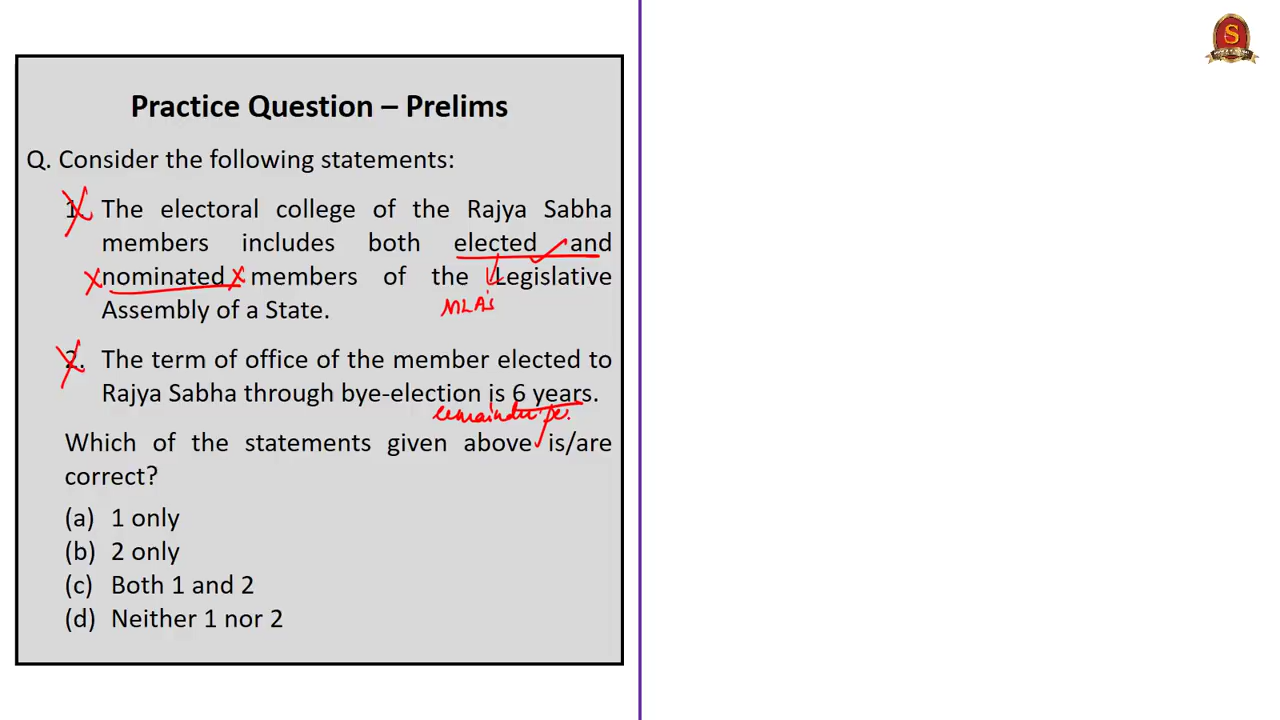 S
Practice Question – Prelims
Q. Consider the following statements:
1. The electoral college of the Rajya Sabha
members includes both elected and
nominated members of the Legislative
Assembly of a State.
MLA's
2. The term of office of the member elected to
Rajya Sabha through bye-election is 6 years.
remainder
Which of the statements given above is/are
correct?
(a) 1 only
(b) 2 only
(c) Both 1 and 2
(d) Neither 1 nor 2